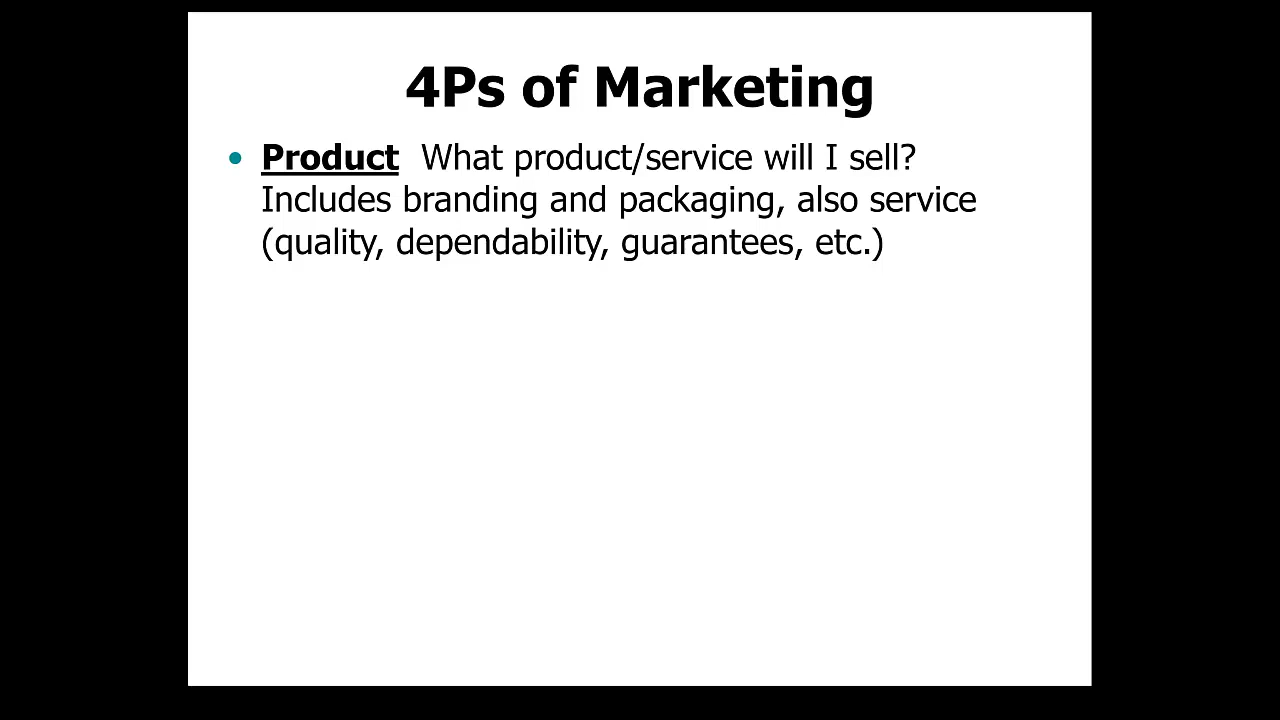 4Ps of Marketing
• Product What product/service will I sell?
Includes branding and packaging, also service
(quality, dependability, guarantees, etc.)